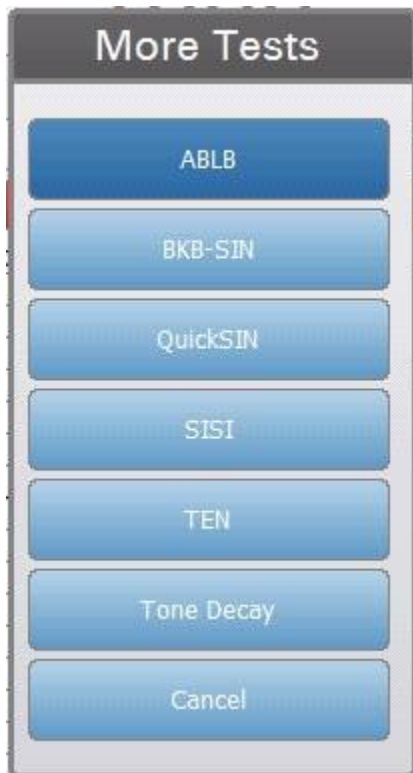 More Tests
ABLB
BKB-SIN
QuickSIN
SISI
TEN
Tone Decay
Cancel